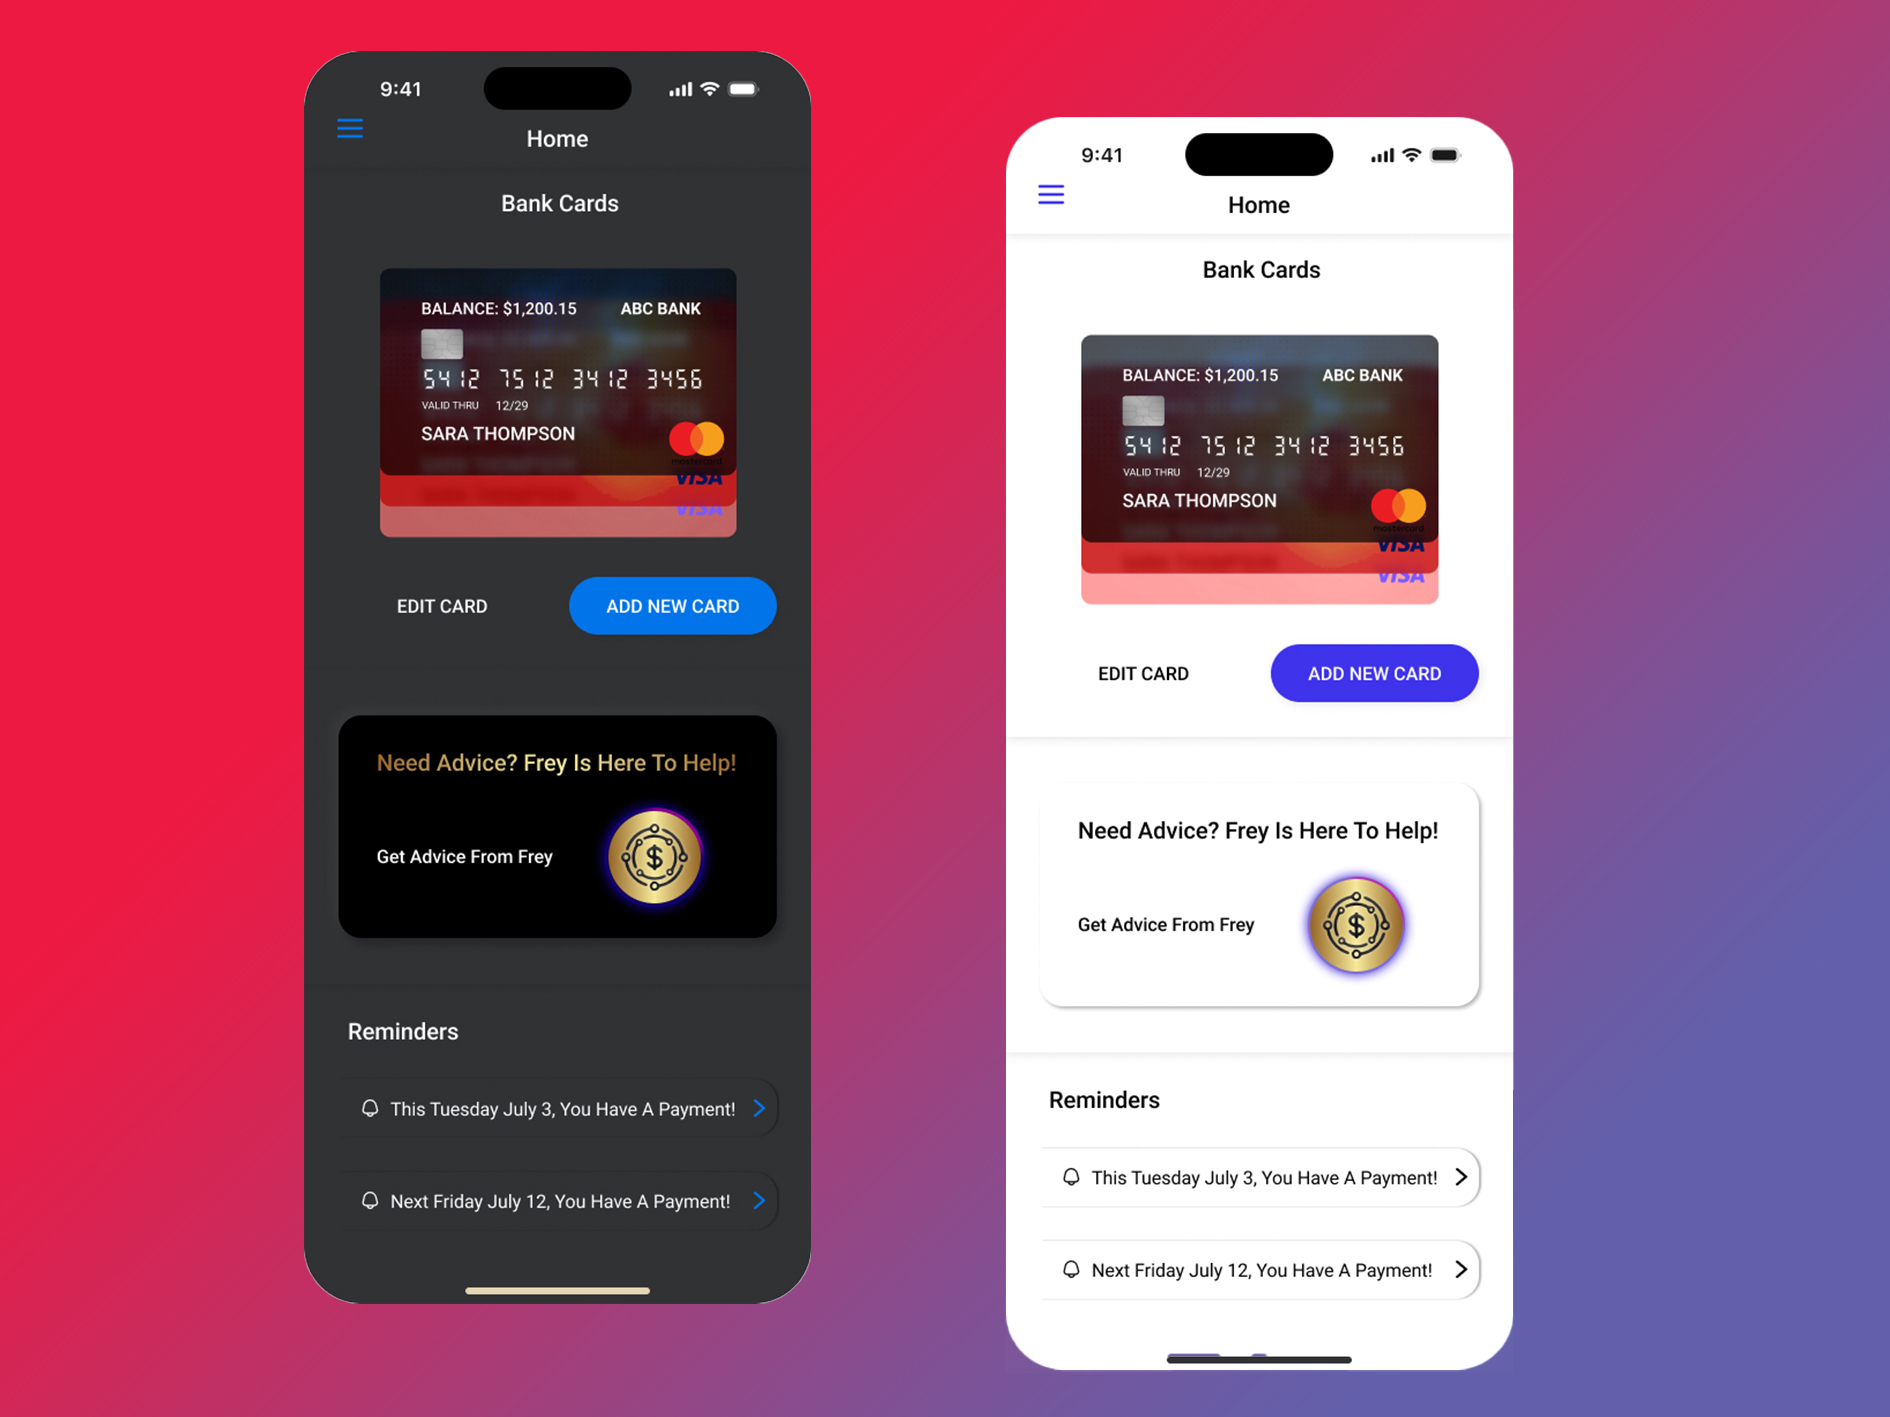 9:41
Home
Bank Cards
BALANCE: $1,200.15 ABC BANK
5412 7512 3412 3456
VALID THRU 12/29
SARA THOMPSON
mastercard
VISA
VISA
EDIT CARD ADD NEW CARD
Need Advice? Frey Is Here To Help!
Get Advice From Frey
$
Reminders
This Tuesday July 3, You Have A Payment!
Next Friday July 12, You Have A Payment!
9:41
Home
Bank Cards
BALANCE: $1,200.15 ABC BANK
5412 7512 3412 3456
VALID THRU 12/29
SARA THOMPSON
mastercard
VISA
VISA
EDIT CARD ADD NEW CARD
Need Advice? Frey Is Here To Help!
Get Advice From Frey
$
Reminders
This Tuesday July 3, You Have A Payment!
Next Friday July 12, You Have A Payment!